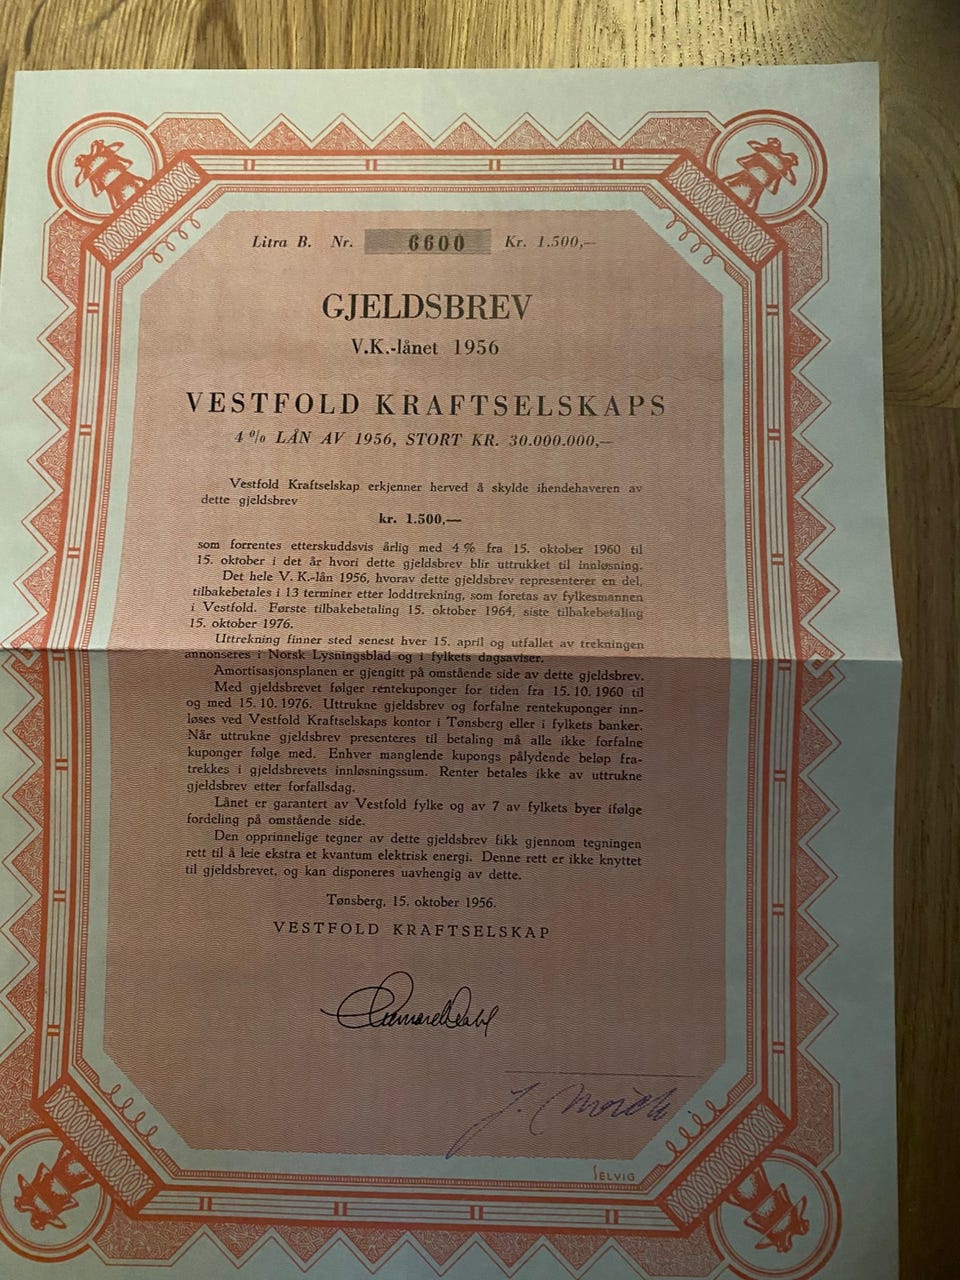 Litra B. Nr. 6600 Kr. 1.500,—
GJELDSBREV
V.K.-lånet 1956
VESTFOLD KRAFTSELSKAPS
4 % LÅN AV 1956, STORT KR. 30.000.000,—
Vestfold Kraftselskap erkjenner herved å skylde ihendehaveren av
dette gjeldsbrev
kr. 1.500,—
som forrentes etterskuddsvis årlig med 4 % fra 15. oktober 1960 til
15. oktober i det år hvori dette gjeldsbrev blir uttrukket til innløsning.
Det hele V. K.-lån 1956, hvorav dette gjeldsbrev representerer en del,
tilbakebetales i 13 terminer etter loddtrekning, som foretas av fylkesmannen
i Vestfold. Første tilbakebetaling 15. oktober 1964, siste tilbakebetaling
15. oktober 1976.
Uttrekning finner sted senest hver 15. april og utfallet av trekningen
annonseres i Norsk Lysningsblad og i fylkets dagsaviser.
Amortisasjonsplanen er gjengitt på omstående side av dette gjeldsbrev.
Med gjeldsbrevet følger rentekuponger for tiden fra 15. 10. 1960 til
og med 15. 10. 1976. Uttrukne gjeldsbrev og forfalne rentekuponger inn-
løses ved Vestfold Kraftselskaps kontor i Tønsberg eller i fylkets banker.
Når uttrukne gjeldsbrev presenteres til betaling må alle ikke forfalne
kuponger følge med. Enhver manglende kupongs pålydende beløp fra-
trekkes i gjeldsbrevets innløsningssum. Renter betales ikke av uttrukne
gjeldsbrev etter forfallsdag.
Lånet er garantert av Vestfold fylke og av 7 av fylkets byer ifølge
fordeling på omstående side.
Den opprinnelige tegner av dette gjeldsbrev fikk gjennom tegningen
rett til å leie ekstra et kvantum elektrisk energi. Denne rett er ikke knyttet
til gjeldsbrevet, og kan disponeres uavhengig av dette.
Tønsberg, 15. oktober 1956.
VESTFOLD KRAFTSELSKAP
SELVIG